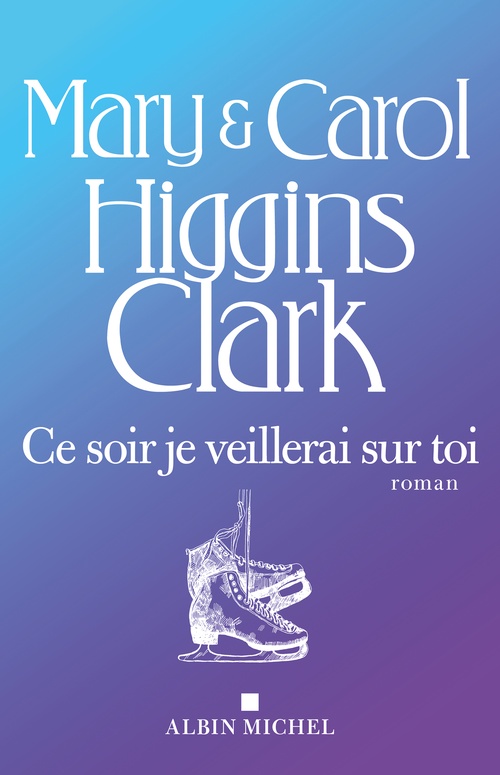 Mary & Carol
Higgins
Clark
Ce soir je veillerai sur toi
roman
ALBIN MICHEL